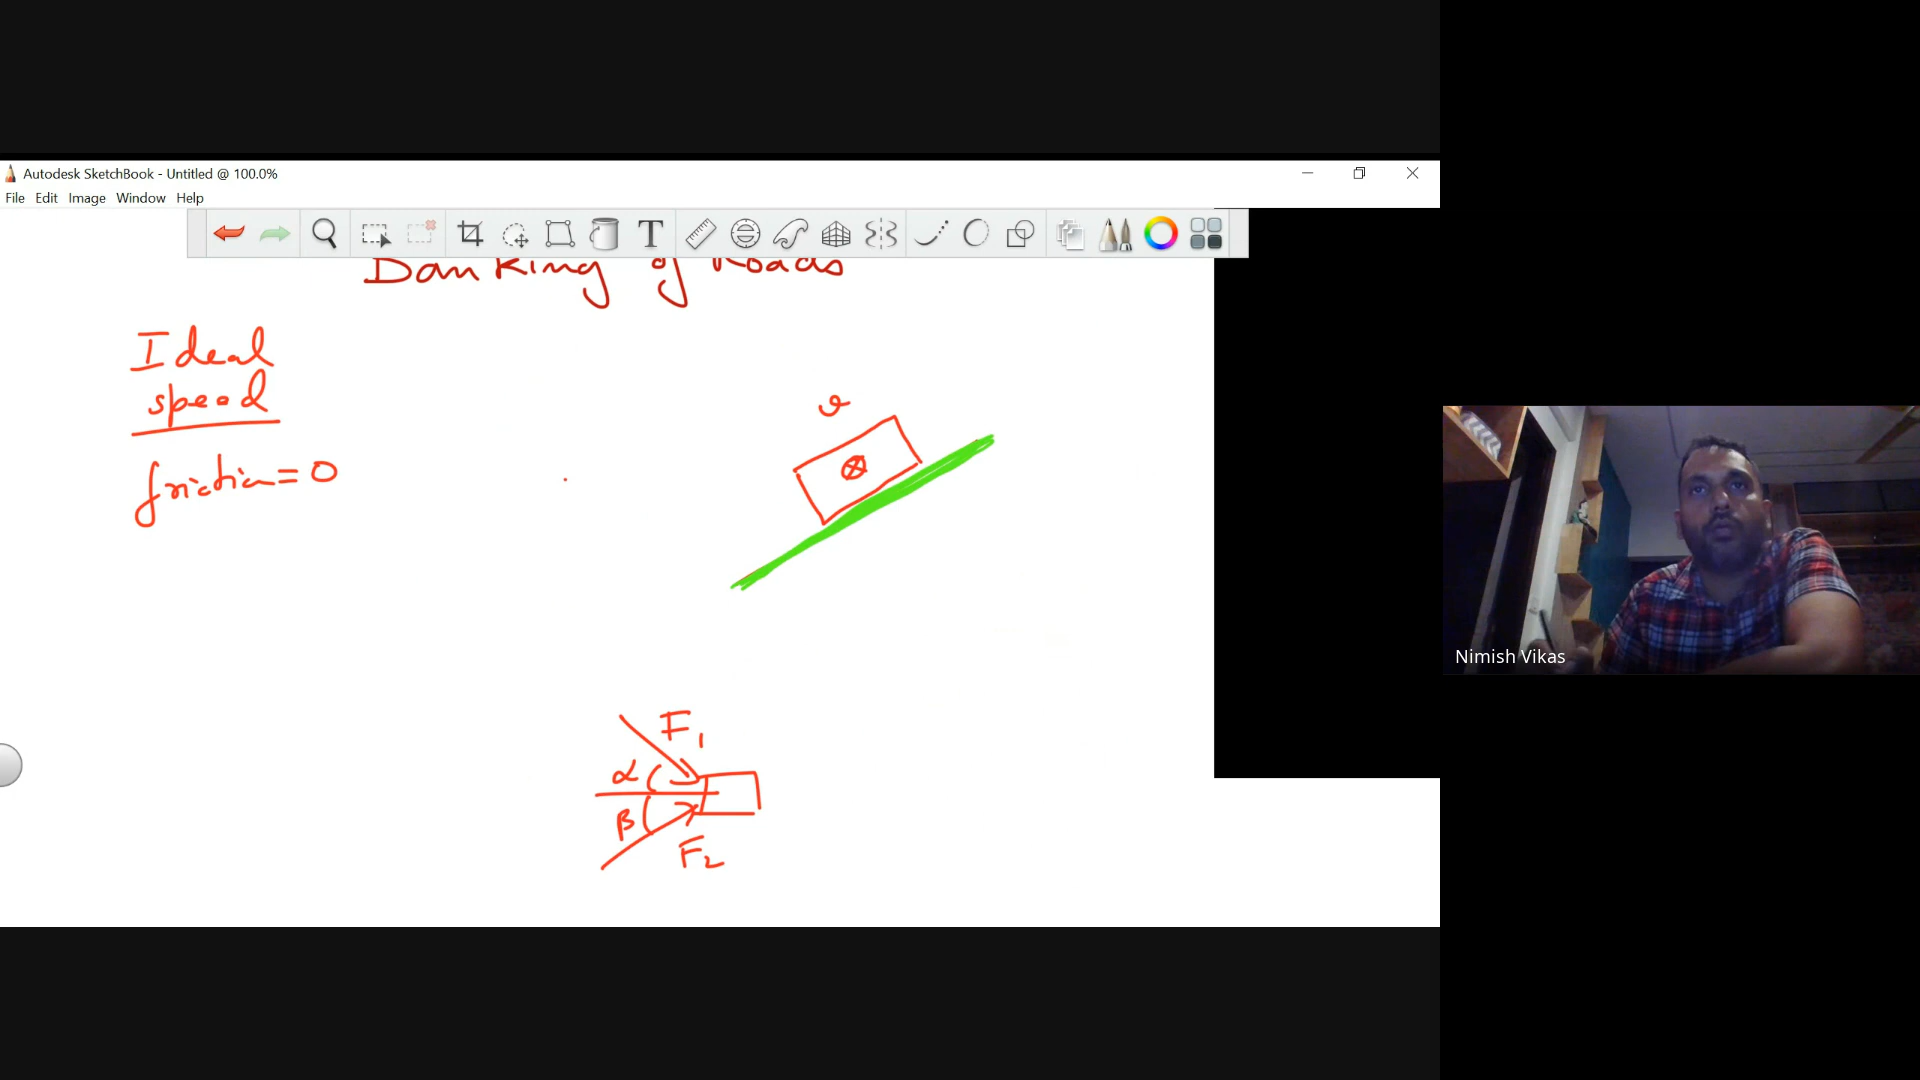 Autodesk SketchBook - Untitled @ 100.0%
File Edit Image Window Help
T
Banking of Roads
Ideal
speed
friction = 0
v
F1
α
β
F2
Nimish Vikas